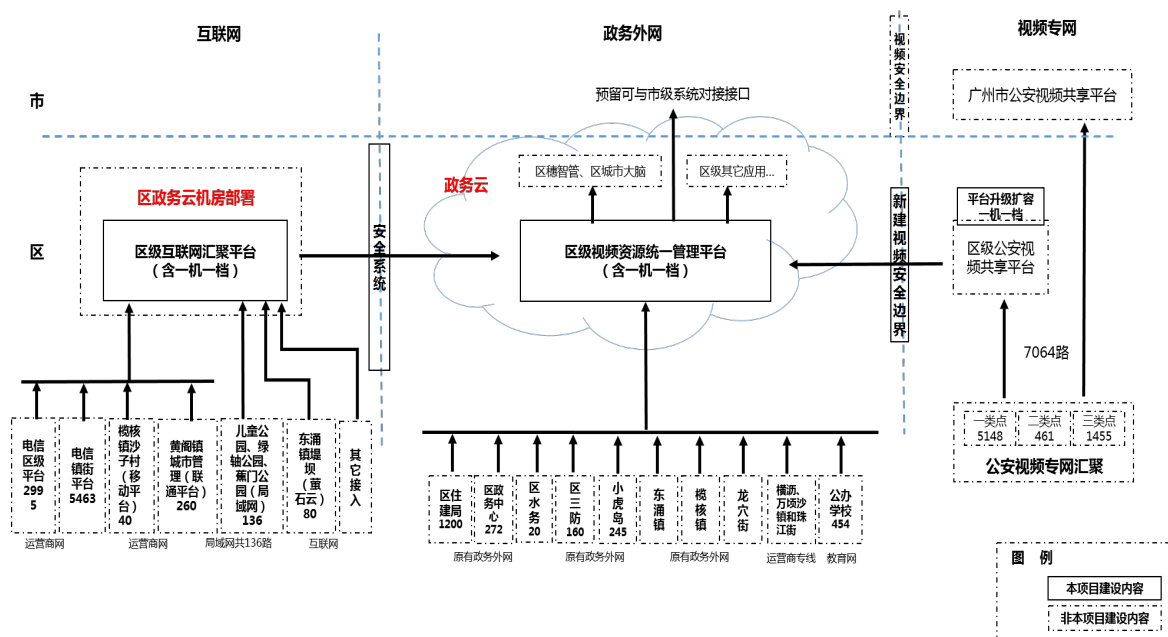 互联网
政务外网
视频专网
视频安全边界
市
预留可与市级系统对接接口
广州市公安视频共享平台
区政务云机房部署
政务云
区穗智管、区城市大脑
区级其它应用...
平台升级扩容
一机一档
区
区级互联网汇聚平台
（含一机一档）
安全系统
区级视频资源统一管理平台
（含一机一档）
新建视频安全边界
区级公安视
频共享平台
7064路
电信
区级
平台
299
5
电信
镇街
平台
5463
榄核
镇沙
子村
（移
动平
台）
40
黄阁镇
城市管
理（联
通平台）
260
儿童公
园、绿
轴公园、
蕉门公
园（局
域网）
136
东涌
镇堤
坝（萤
石云）
80
其它接入
运营商网
运营商网
局域网共136路
互联网
区住
建局
1200
区政
务中
心
272
区水
务20
区三
防
160
小虎
岛
245
东涌镇
榄核镇
龙穴街
横沥、
万顷沙
镇和珠
江街
公办
学校
454
原有政务外网
原有政务外网
原有政务外网
运营商专线
教育网
一类点
5148
二类点
461
三类点
1455
公安视频专网汇聚
图 例
本项目建设内容
非本项目建设内容